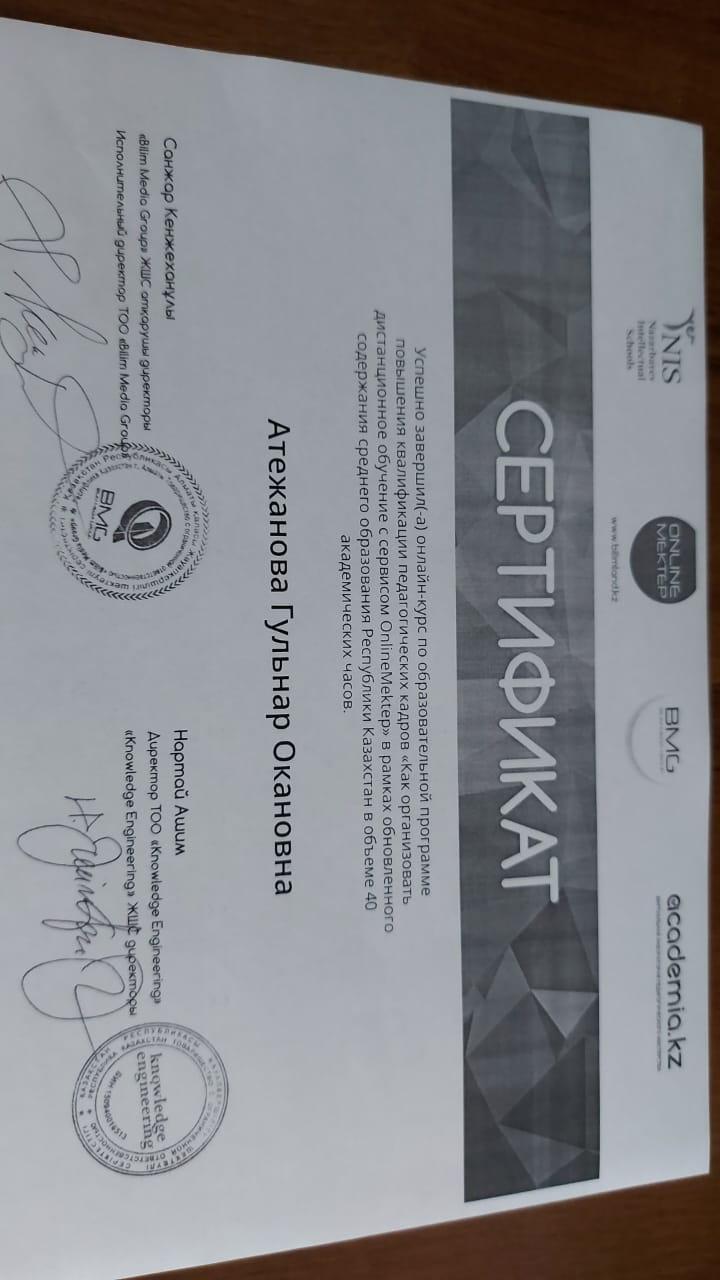 NIS
Nazarbayev
Intellectual
Schools
ONLINE
МЕКТЕР
BMG
academia.kz
www.bilimland.kz
СЕРТИФИКАТ
Успешно завершил(-а) онлайн-курс по образовательной программе
повышения квалификации педагогических кадров «Как организовать
дистанционное обучение с сервисом OnlineMektep» в рамках обновленного
содержания среднего образования Республики Казахстан в объеме 40
академических часов.
Атежанова Гульнар Окановна
Санжар Кенжеханулы
«Bilim Media Group» ЖШС атқарушы директоры
Исполнительный директор ТОО «Bilim Media Group»
BMG
Нартай Ашим
Директор ТОО «Knowledge Engineering»
«Knowledge Engineering» ЖШС директоры
knowledge
engineering